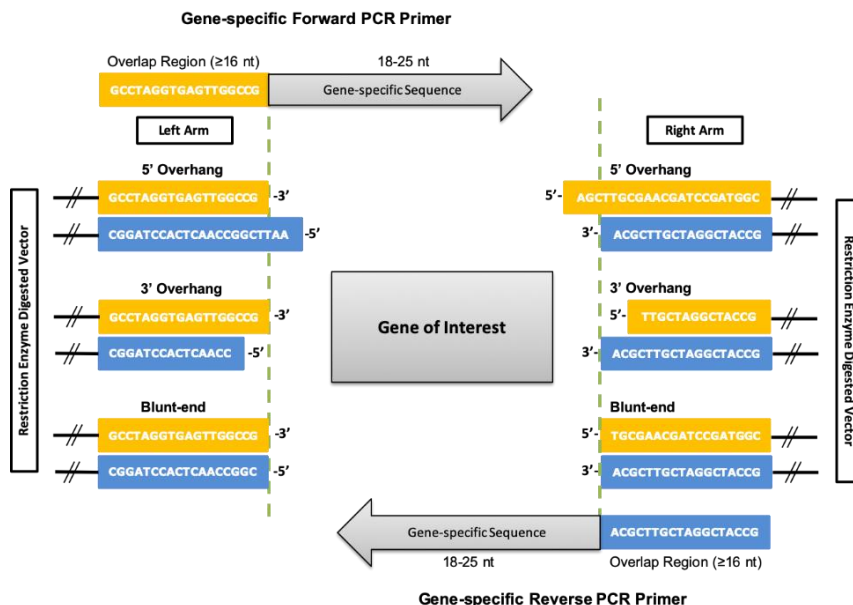 Gene-specific Forward PCR Primer
Overlap Region (≥16 nt)
18-25 nt
GCCTAGGTGAGTTGGCCG
Gene-specific Sequence
Left Arm
Right Arm
5’ Overhang
5’ Overhang
GCCTAGGTGAGTTGGCCG -3’
5’- AGCTTGCGAACGATCCGATGGC
CGGATCCACTCAACCGGCTTAA -5’
3’- ACGCTTGCTAGGCTACCG
3’ Overhang
3’ Overhang
GCCTAGGTGAGTTGGCCG -3’
5’- TTGCTAGGCTACCG
CGGATCCACTCAACC -5’
3’- ACGCTTGCTAGGCTACCG
Gene of Interest
Restriction Enzyme Digested Vector
Restriction Enzyme Digested Vector
Blunt-end
Blunt-end
GCCTAGGTGAGTTGGCCG -3’
5’- TGCGAACGATCCGATGGC
CGGATCCACTCAACCGGC -5’
3’- ACGCTTGCTAGGCTACCG
Gene-specific Sequence
ACGCTTGCTAGGCTACCG
18-25 nt
Overlap Region (≥16 nt)
Gene-specific Reverse PCR Primer